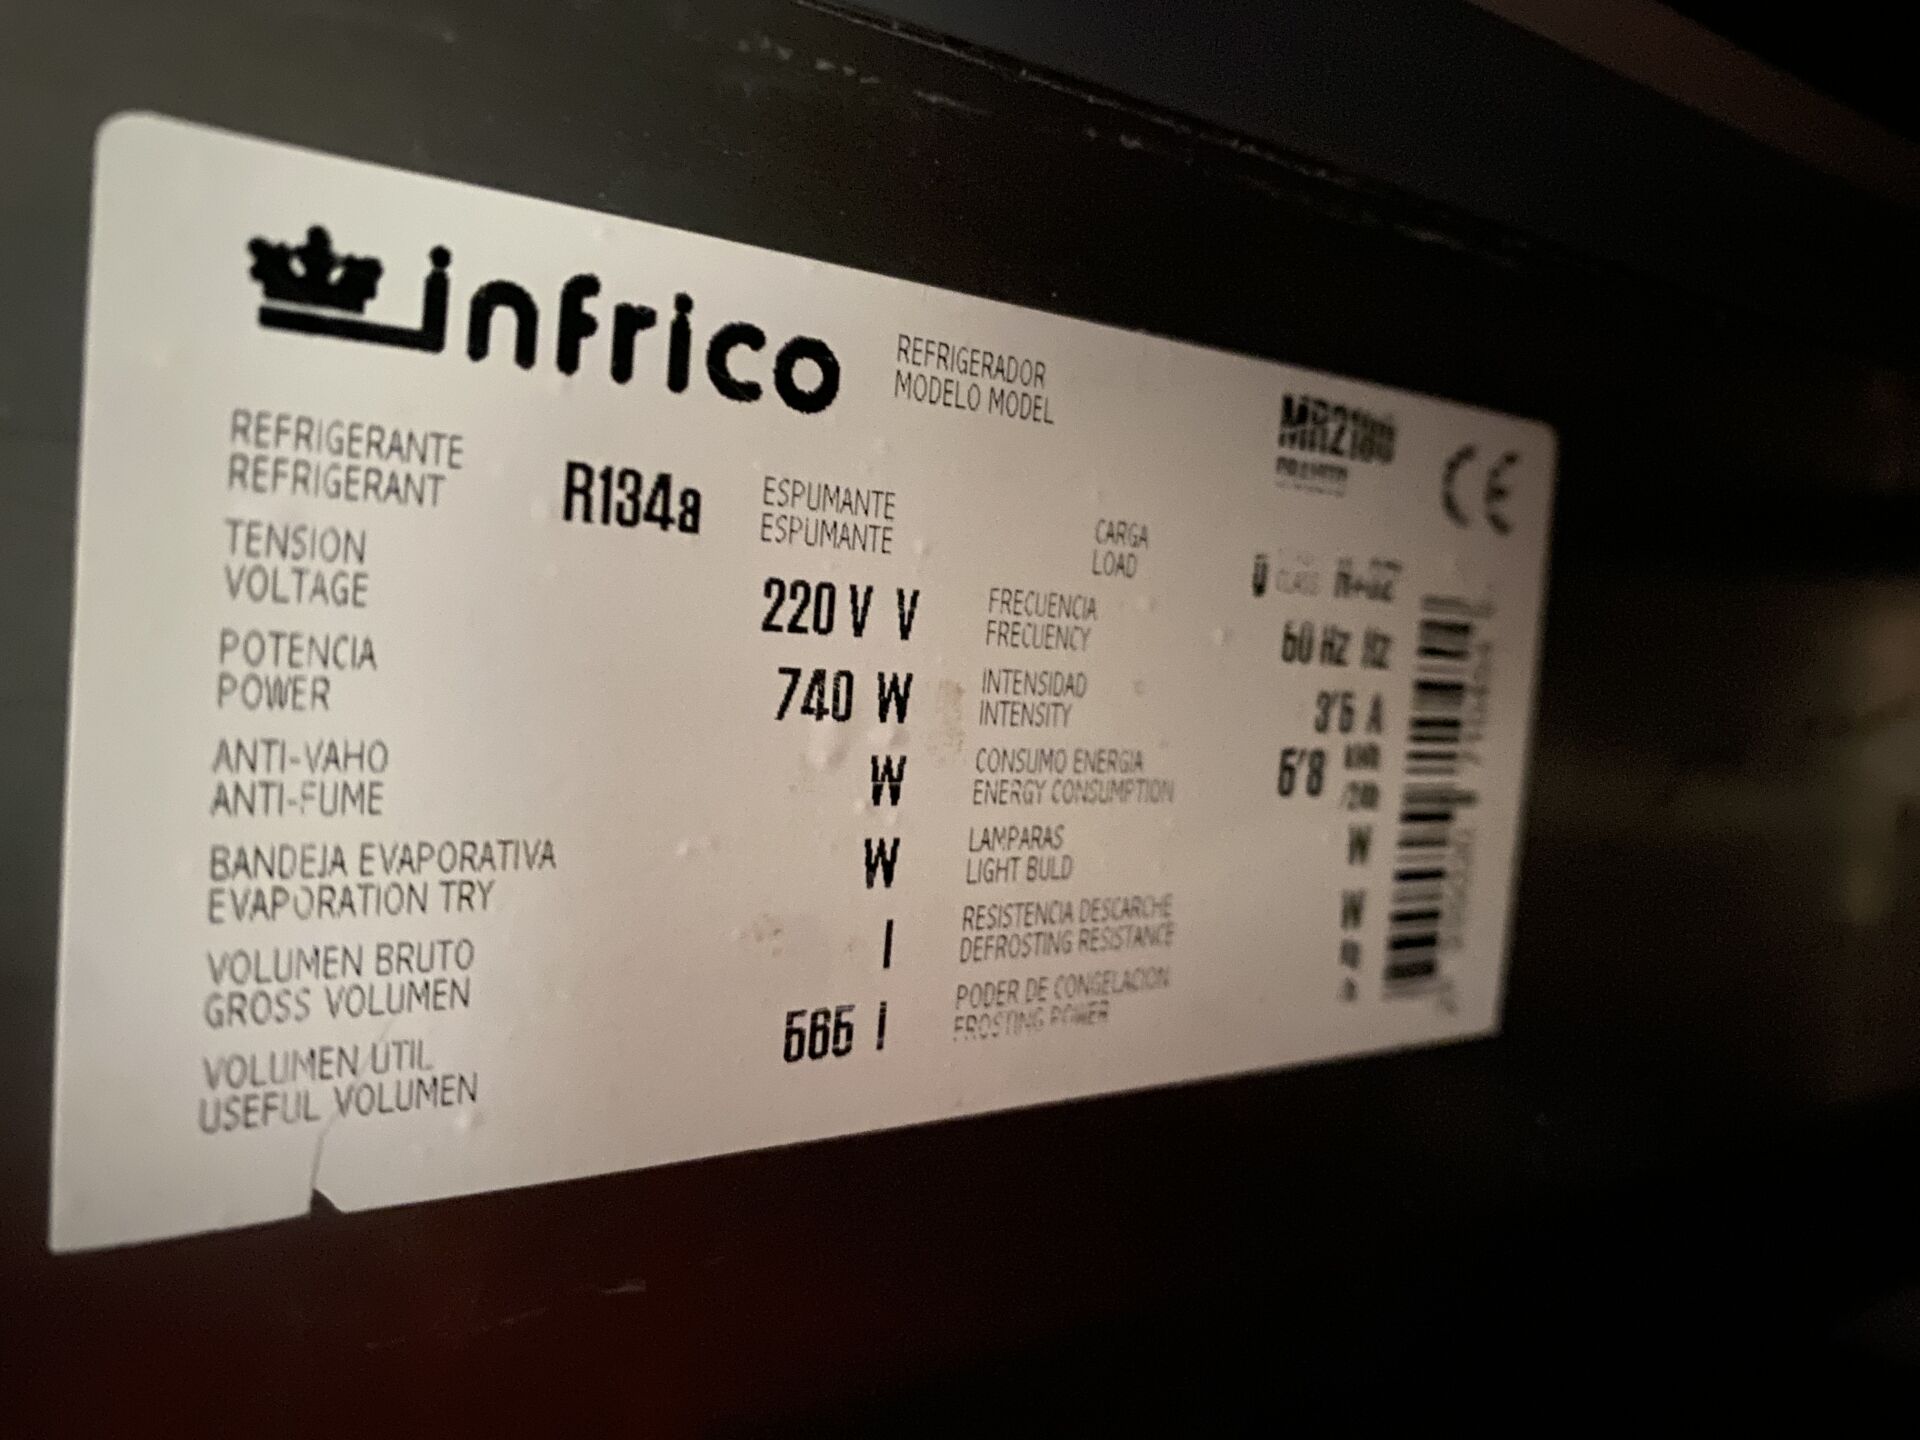 infrico
REFRIGERADOR
MODELO MODEL
REFRIGERANTE
REFRIGERANT
R134a
ESPUMANTE
ESPUMANTE
CARGA
LOAD
CLASS
CE
TENSION
VOLTAGE
220 V V
FRECUENCIA
FRECUENCY
60 Hz Hz
POTENCIA
POWER
740 W
INTENSIDAD
INTENSITY
A
ANTI-VAHO
ANTI-FUME
W
CONSUMO ENERGIA
ENERGY CONSUMPTION
6'8
BANDEJA EVAPORATIVA
EVAPORATION TRY
W
LAMPARAS
LIGHT BULD
W
VOLUMEN BRUTO
GROSS VOLUMEN
l
RESISTENCIA DESCARCHE
DEFROSTING RESISTANCE
W
VOLUMEN UTIL
USEFUL VOLUMEN
l
PODER DE CONGELACION
FROSTING POWER